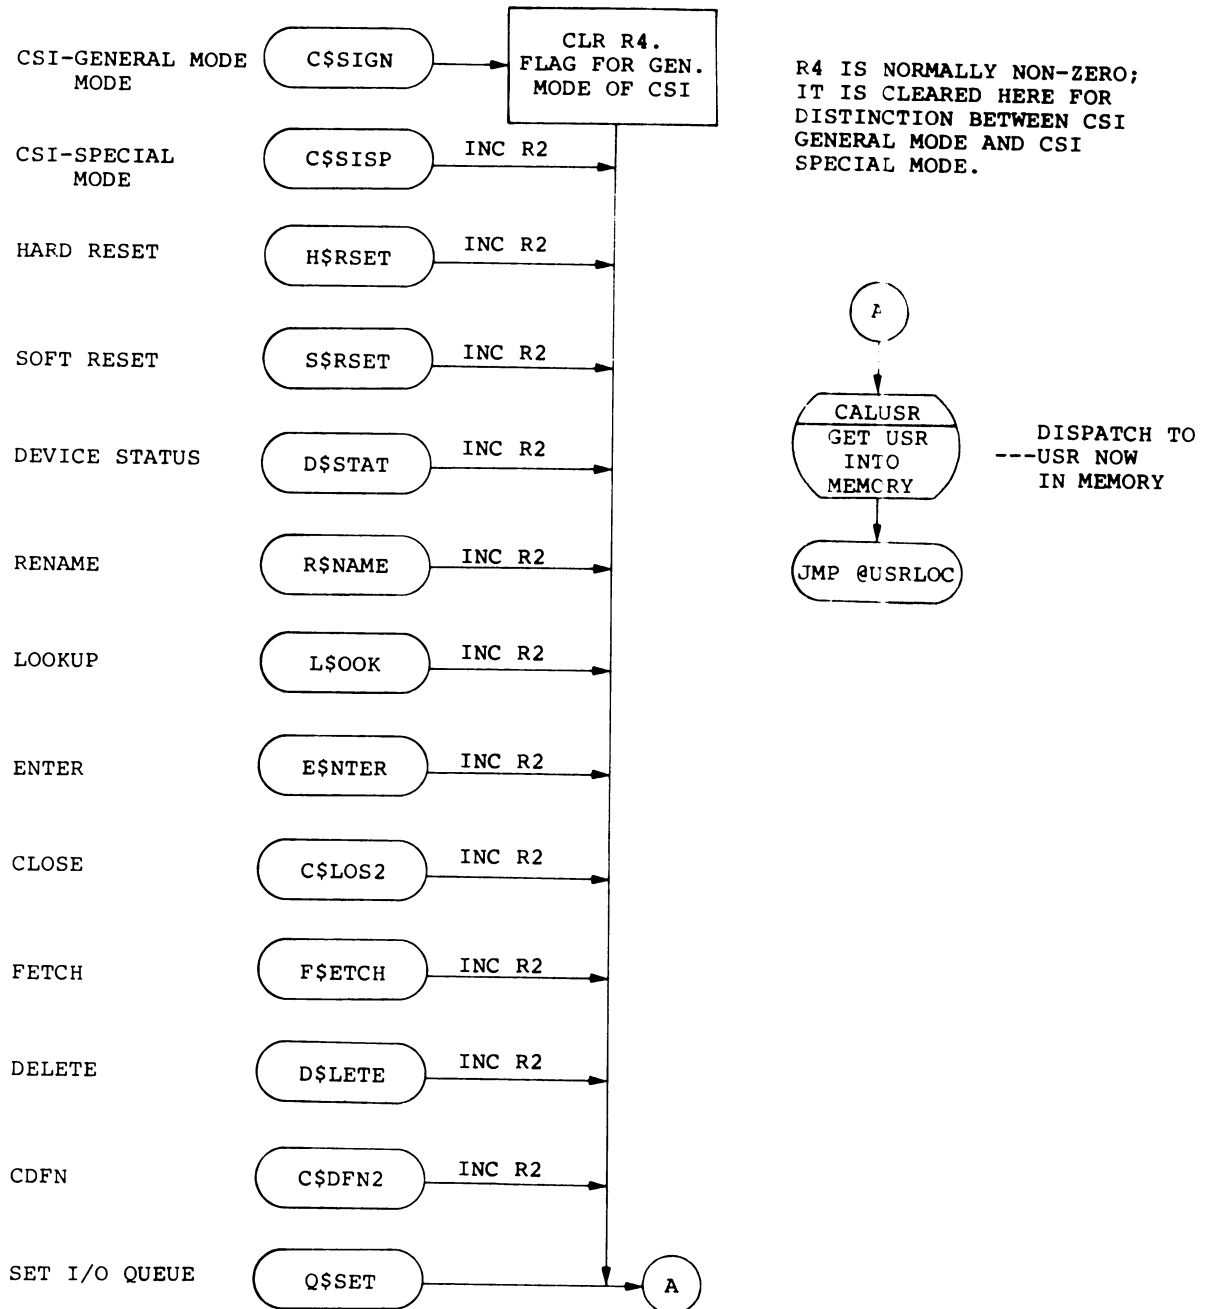 CSI-GENERAL MODE
MODE
C$SIGN
CLR R4.
FLAG FOR GEN.
MODE OF CSI
R4 IS NORMALLY NON-ZERO;
IT IS CLEARED HERE FOR
DISTINCTION BETWEEN CSI
GENERAL MODE AND CSI
SPECIAL MODE.
CSI-SPECIAL
MODE
C$SISP
INC R2
HARD RESET
H$RSET
INC R2
SOFT RESET
S$RSET
INC R2
DEVICE STATUS
D$STAT
INC R2
RENAME
R$NAME
INC R2
LOOKUP
L$OOK
INC R2
ENTER
E$NTER
INC R2
CLOSE
C$LOS2
INC R2
FETCH
F$ETCH
INC R2
DELETE
D$LETE
INC R2
CDFN
C$DFN2
INC R2
SET I/O QUEUE
Q$SET
A
CALUSR
GET USR
INTO
MEMORY
DISPATCH TO
---USR NOW
IN MEMORY
JMP @USRLOC